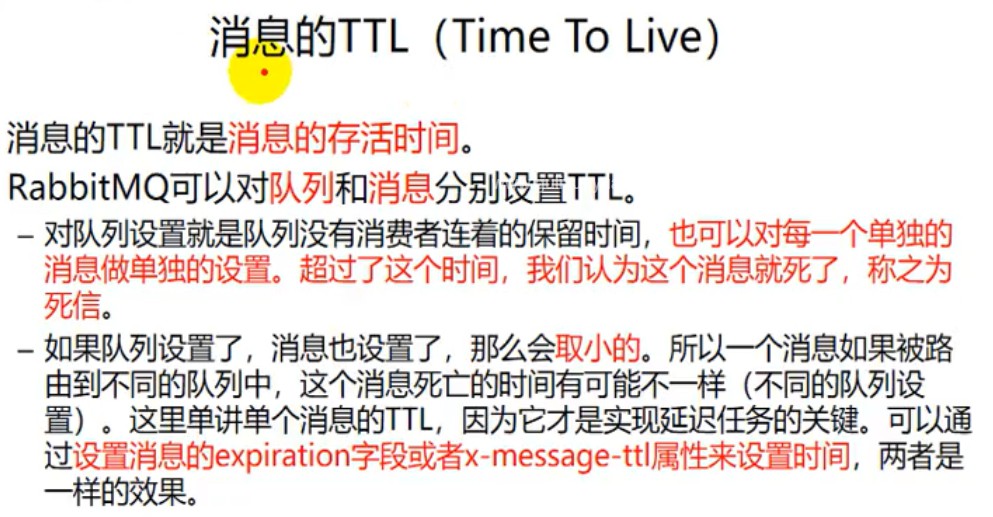 消息的TTL（Time To Live）
消息的TTL就是消息的存活时间。
RabbitMQ可以对队列和消息分别设置TTL。
– 对队列设置就是队列没有消费者连着的保留时间，也可以对每一个单独的
消息做单独的设置。超过了这个时间，我们认为这个消息就死了，称之为
死信。
– 如果队列设置了，消息也设置了，那么会取小的。所以一个消息如果被路
由到不同的队列中，这个消息死亡的时间有可能不一样（不同的队列设
置）。这里单讲单个消息的TTL，因为它才是实现延迟任务的关键。可以通
过设置消息的expiration字段或者x-message-ttl属性来设置时间，两者是
一样的效果。